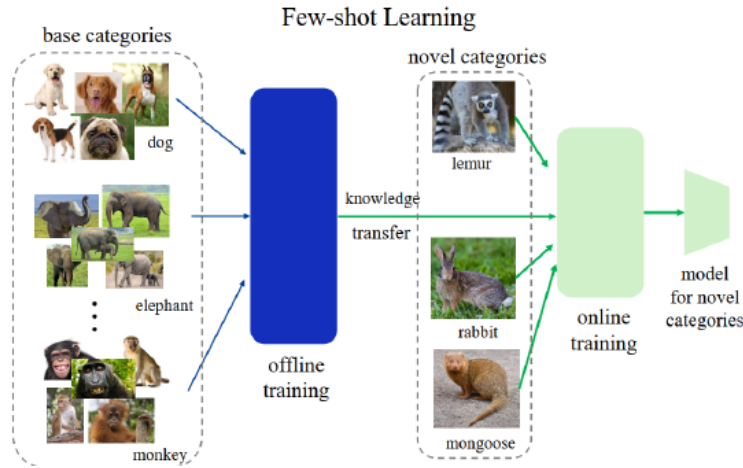 Few-shot Learning
base categories
dog
elephant
monkey
offline
training
knowledge
transfer
novel categories
lemur
rabbit
mongoose
online
training
model
for novel
categories